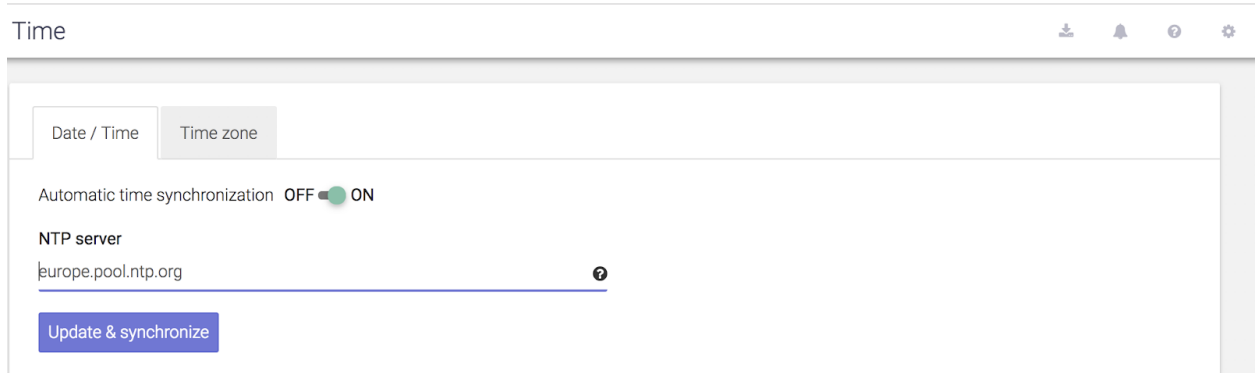 Time
Date / Time Time zone
Automatic time synchronization OFF ON
NTP server
europe.pool.ntp.org
Update & synchronize